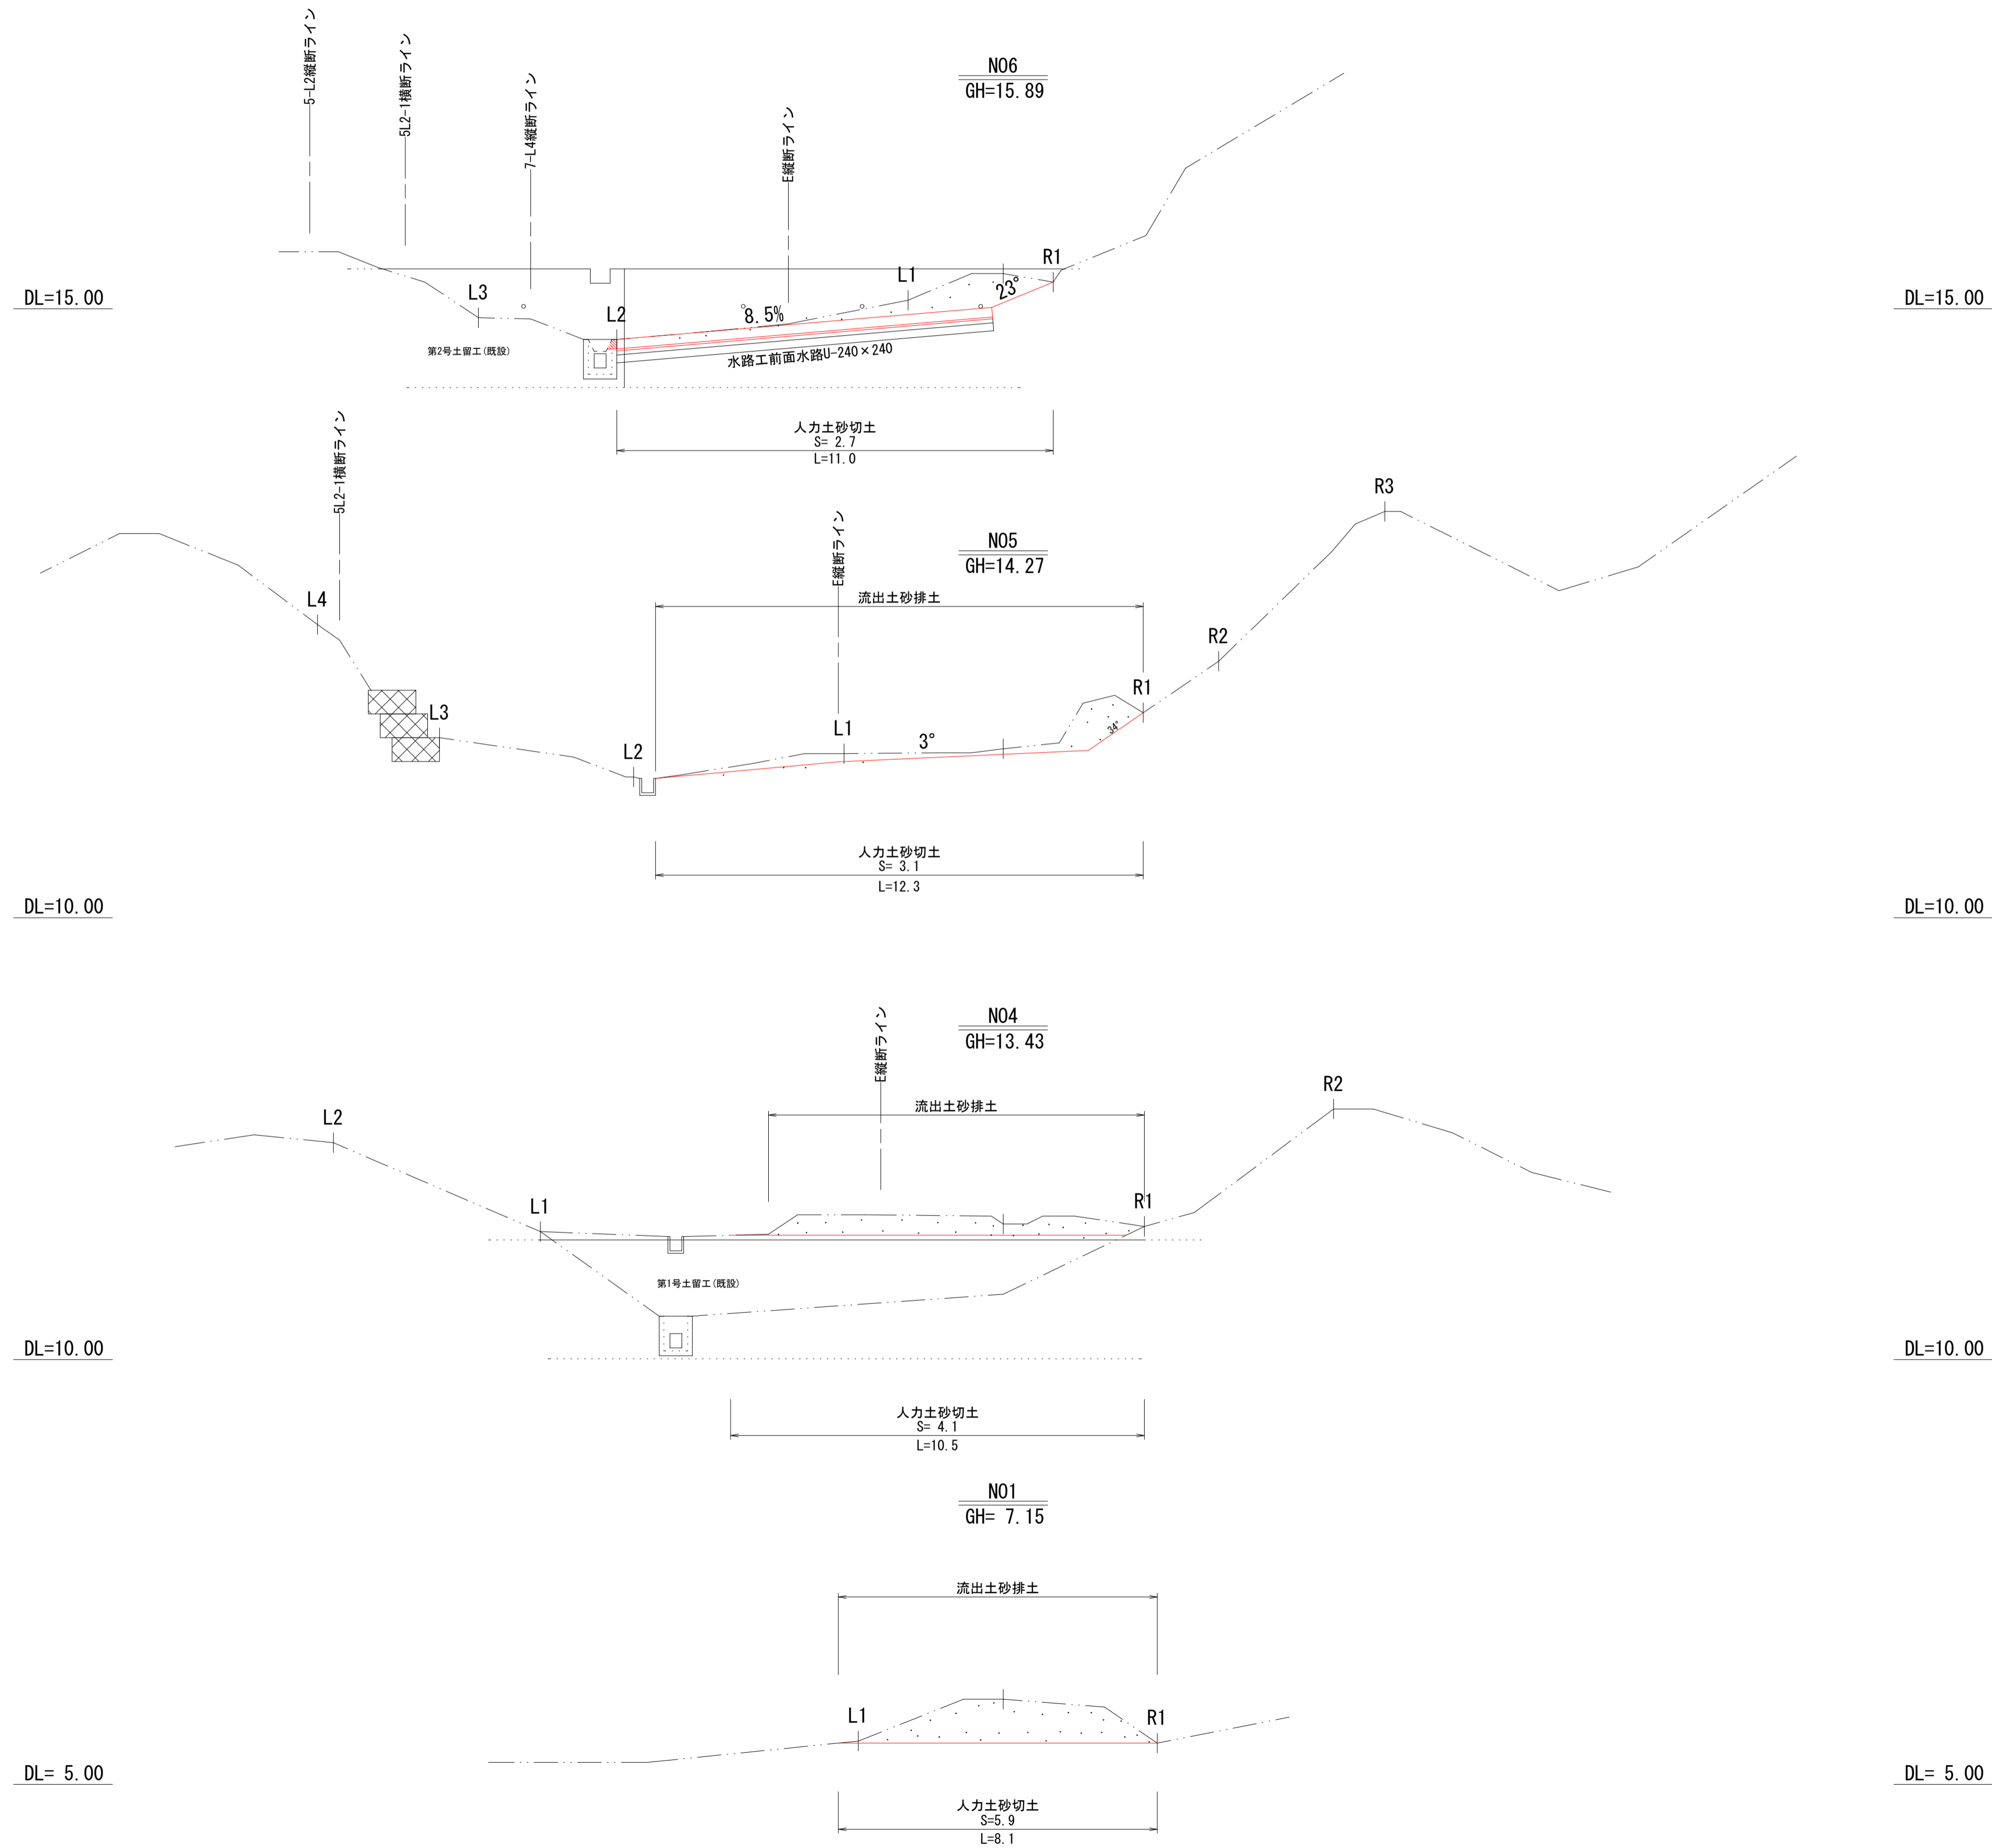 5-L2縦断ライン
5L2-1横断ライン
7-L4縦断ライン
E縦断ライン
NO6
GH=15.89
DL=15.00
L3
L2
8.5%
L1
23°
R1
DL=15.00
第2号土留工(既設)
水路工前面水路U-240×240
人力土砂切土
S= 2.7
L=11.0
5L2-1横断ライン
E縦断ライン
NO5
GH=14.27
R3
流出土砂排土
L4
R2
L3
L2
L1
3°
34°
R1
人力土砂切土
S= 3.1
L=12.3
DL=10.00
DL=10.00
NO4
GH=13.43
E縦断ライン
流出土砂排土
L2
R2
L1
R1
第1号土留工(既設)
DL=10.00
DL=10.00
人力土砂切土
S= 4.1
L=10.5
NO1
GH= 7.15
流出土砂排土
L1
R1
DL= 5.00
DL= 5.00
人力土砂切土
S=5.9
L=8.1